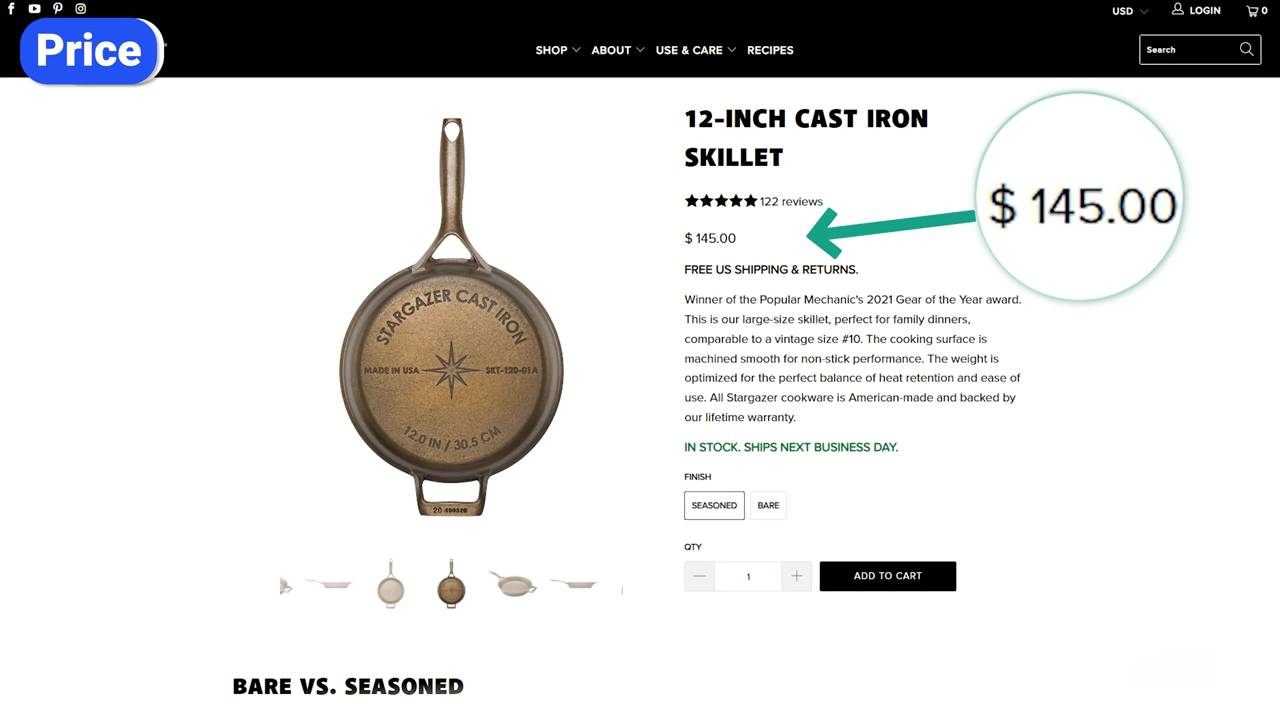 USD
LOGIN
0
Price
SHOP
ABOUT
USE & CARE
RECIPES
Search
STARGAZER CAST IRON
MADE IN USA
SKT-120-01A
12.0 IN / 30.5 CM
12-INCH CAST IRON
SKILLET
122 reviews
$ 145.00
$ 145.00
FREE US SHIPPING & RETURNS.
Winner of the Popular Mechanic's 2021 Gear of the Year award.
This is our large-size skillet, perfect for family dinners,
comparable to a vintage size #10. The cooking surface is
machined smooth for non-stick performance. The weight is
optimized for the perfect balance of heat retention and ease of
use. All Stargazer cookware is American-made and backed by
our lifetime warranty.
IN STOCK. SHIPS NEXT BUSINESS DAY.
FINISH
SEASONED
BARE
QTY
1
ADD TO CART
BARE VS. SEASONED